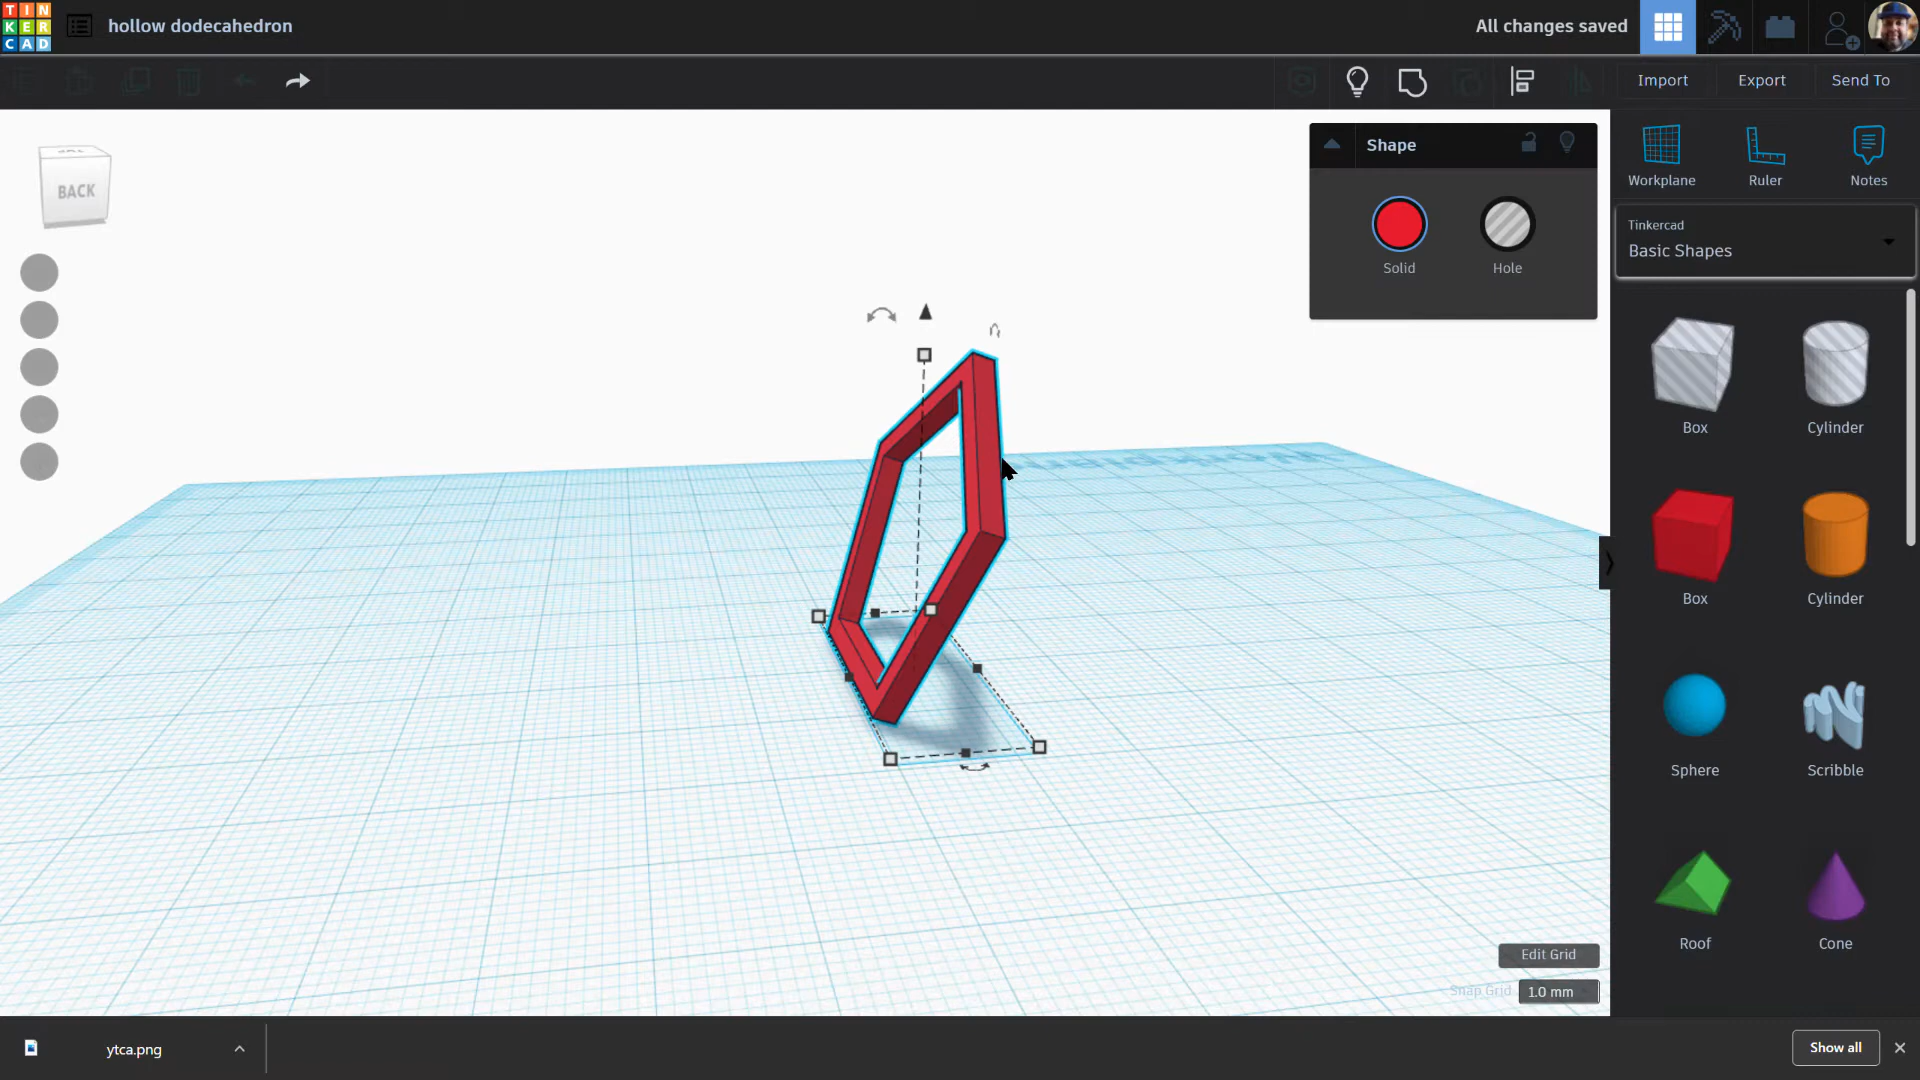 TIN
KER
CAD
hollow dodecahedron
All changes saved
Import
Export
Send To
TOP
BACK
Shape
Solid
Hole
Workplane
Ruler
Notes
Tinkercad
Basic Shapes
Box
Cylinder
Box
Cylinder
Sphere
Scribble
Roof
Cone
Edit Grid
Snap Grid
1.0 mm
ytca.png
Show all